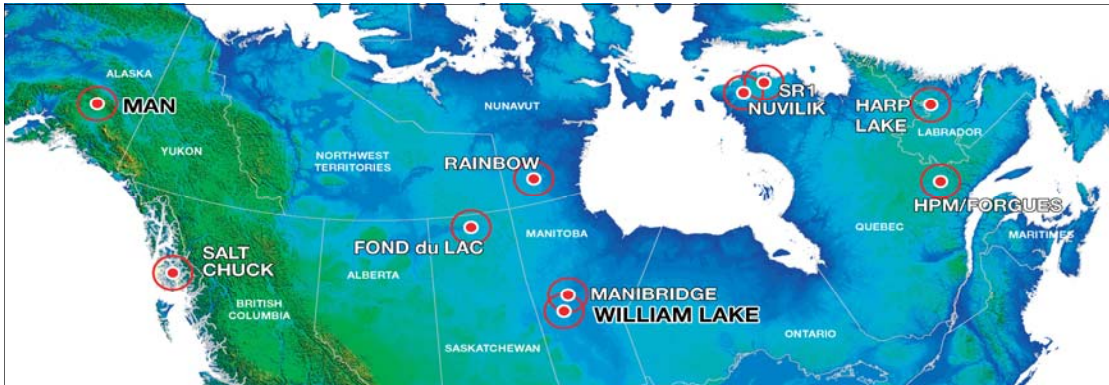 ALASKA
MAN
YUKON
NORTHWEST
TERRITORIES
NUNAVUT
RAINBOW
SR1
NUVILIK
HARP
LAKE
LABRADOR
HPM/FORGUES
QUEBEC
MARITIMES
FOND du LAC
MANITOBA
SALT
CHUCK
ALBERTA
BRITISH
COLUMBIA
MANIBRIDGE
WILLIAM LAKE
ONTARIO
SASKATCHEWAN